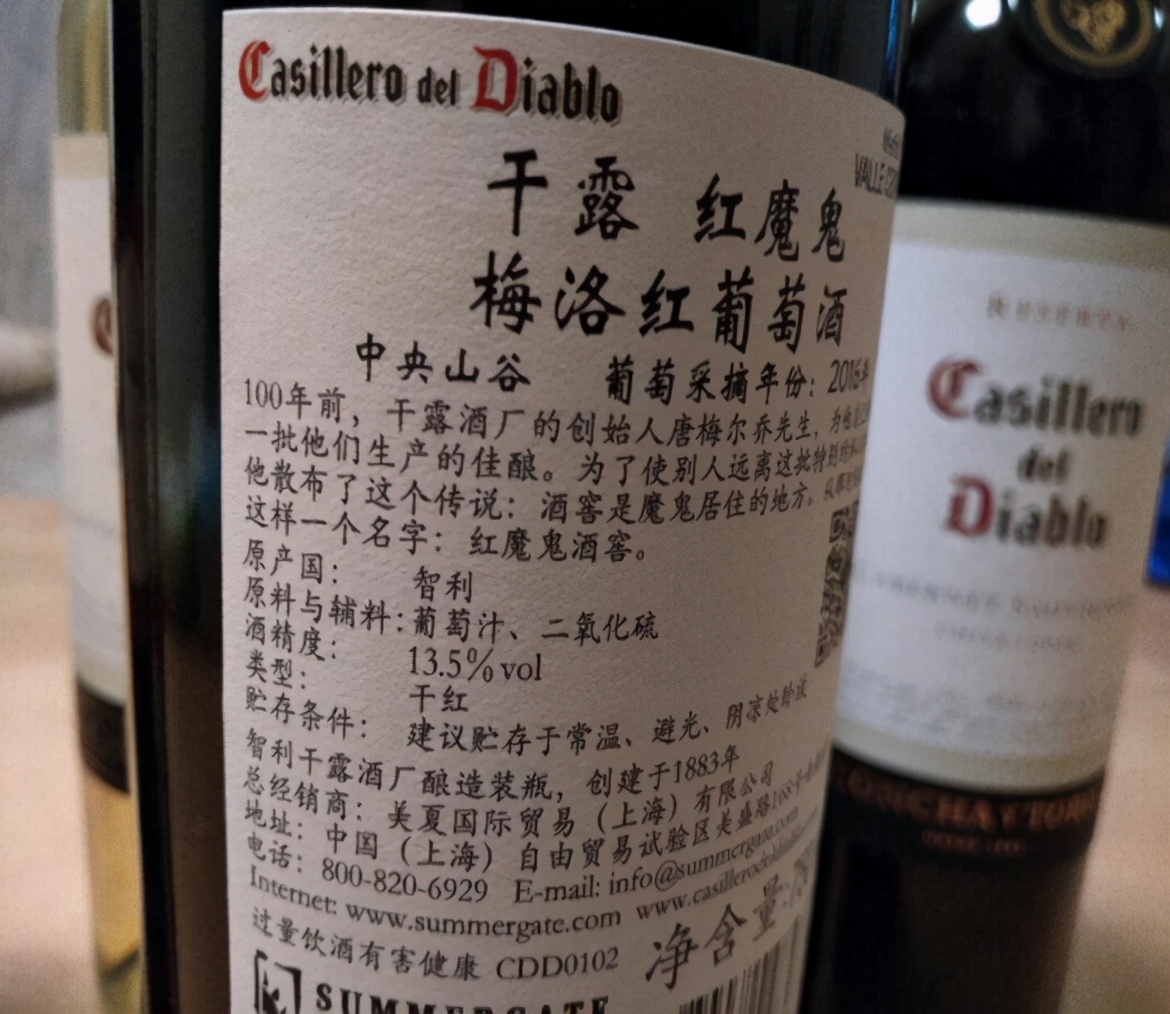 Casillero del Diablo
干露 红魔鬼
梅洛红葡萄酒
中央山谷 葡萄采摘年份：
100年前，干露酒厂的创始人唐梅尔乔先生，
一批他们生产的佳酿。为了使别人远离这批特
他散布了这个传说：酒窖是魔鬼居住的地方。
这样一个名字：红魔鬼酒窖。
原产国： 智利
原料与辅料：葡萄汁、二氧化硫
酒精度： 13.5%vol
类型： 干红
贮存条件： 建议贮存于常温、避光、阴凉处
智利干露酒厂酿造装瓶，创建于1883年
总经销商：美夏国际贸易（上海）有限公司
地址：中国（上海）自由贸易试验区美盛路
电话：800-820-6929 E-mail: info@summergate.com
Internet: www.summergate.com
过量饮酒有害健康 CDD0102 净含量:
SUMMERGATE
VALLE
Casillero
del
Diablo